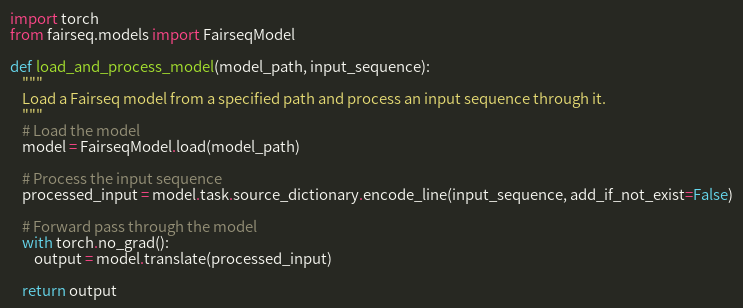 import torch
from fairseq.models import FairseqModel

def load_and_process_model(model_path, input_sequence):
    """
    Load a Fairseq model from a specified path and process an input sequence through it.
    """
    # Load the model
    model = FairseqModel.load(model_path)

    # Process the input sequence
    processed_input = model.task.source_dictionary.encode_line(input_sequence, add_if_not_exist=False)

    # Forward pass through the model
    with torch.no_grad():
        output = model.translate(processed_input)

    return output